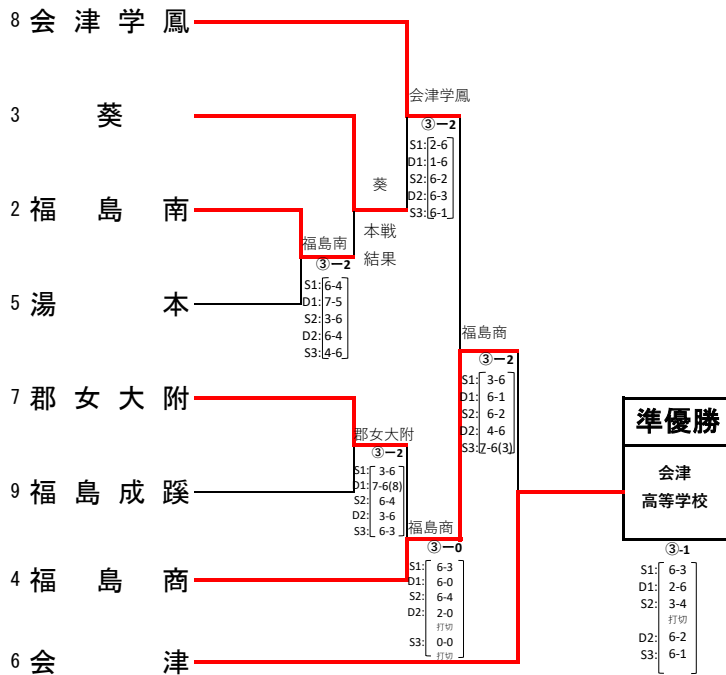 8 会津学鳳
3 葵
2 福島南
5 湯本
7 郡女大附
9 福島成蹊
4 福島商
6 会津
会津学鳳
③ー2
S1: 2-6
D1: 1-6
S2: 6-2
D2: 6-3
S3: 6-1
葵
本戦
結果
福島南
③ー2
S1: 6-4
D1: 7-5
S2: 3-6
D2: 6-4
S3: 4-6
福島商
③ー2
S1: 3-6
D1: 6-1
S2: 6-2
D2: 4-6
S3: 7-6(3)
郡女大附
③ー2
S1: 3-6
D1: 7-6(8)
S2: 6-4
D2: 3-6
S3: 6-3
福島商
③ー0
S1: 6-3
D1: 6-0
S2: 6-4
D2: 2-0
打切
S3: 0-0
打切
準優勝
会津
高等学校
③-1
S1: 6-3
D1: 2-6
S2: 3-4
打切
D2: 6-2
S3: 6-1